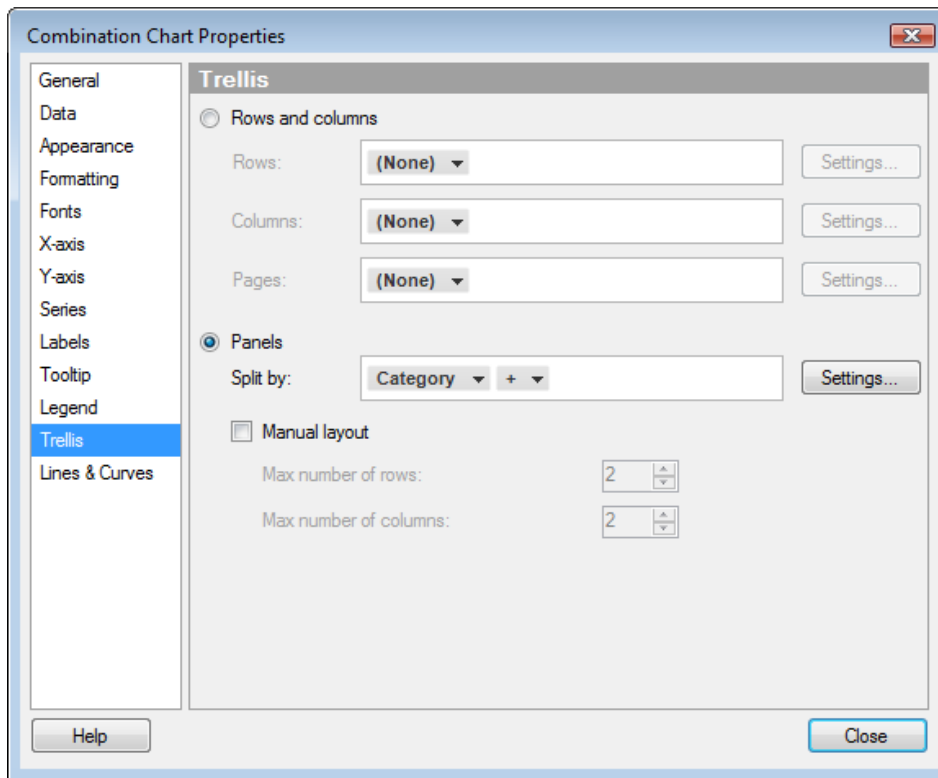 Combination Chart Properties
General
Data
Appearance
Formatting
Fonts
X-axis
Y-axis
Series
Labels
Tooltip
Legend
Trellis
Lines & Curves
Trellis
Rows and columns
Rows: (None) Settings...
Columns: (None) Settings...
Pages: (None) Settings...
Panels
Split by: Category + Settings...
Manual layout
Max number of rows: 2
Max number of columns: 2
Help Close